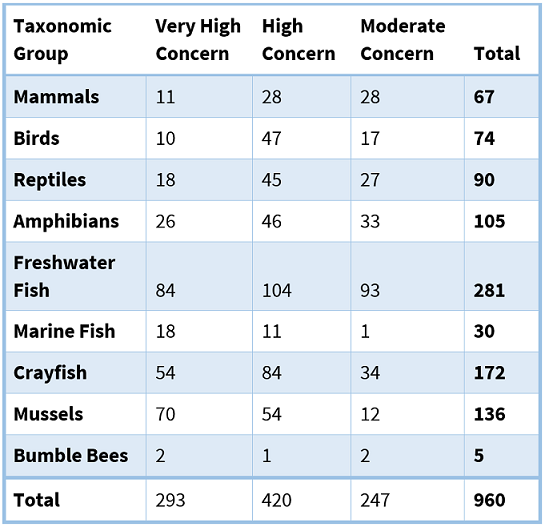 Taxonomic Group Very High Concern High Concern Moderate Concern Total
Mammals 11 28 28 67
Birds 10 47 17 74
Reptiles 18 45 27 90
Amphibians 26 46 33 105
Freshwater Fish 84 104 93 281
Marine Fish 18 11 1 30
Crayfish 54 84 34 172
Mussels 70 54 12 136
Bumble Bees 2 1 2 5
Total 293 420 247 960